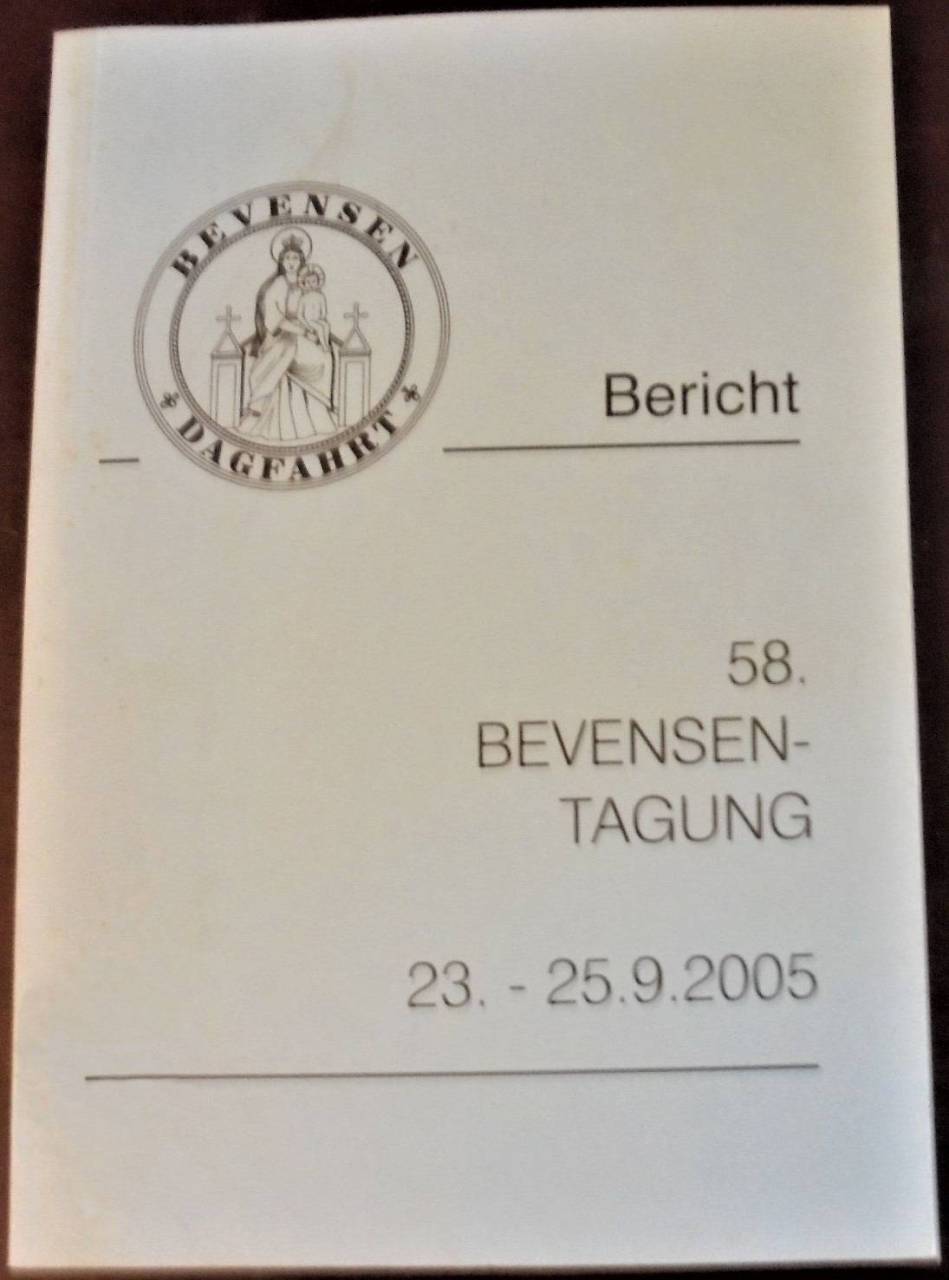 BEVENSEN
DAGFAHRT
Bericht
58.
BEVENSEN-
TAGUNG
23. - 25.9.2005